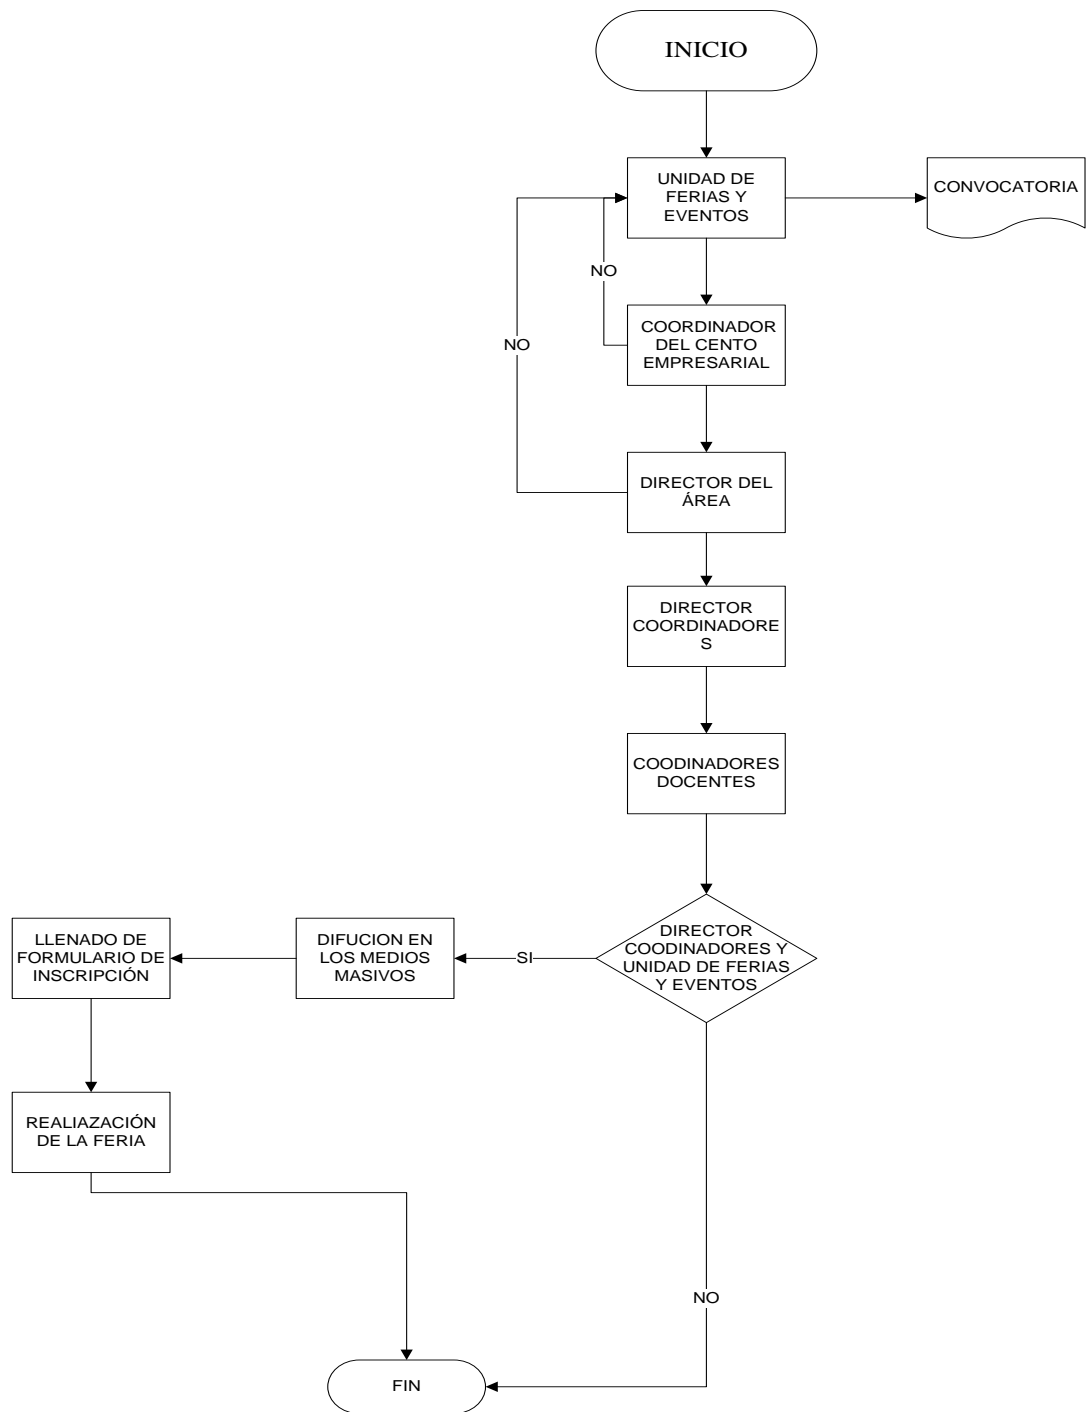 INICIO
UNIDAD DE
FERIAS Y
EVENTOS
CONVOCATORIA
NO
COORDINADOR
DEL CENTO
EMPRESARIAL
NO
DIRECTOR DEL
ÁREA
DIRECTOR
COORDINADORE
S
COODINADORES
DOCENTES
DIRECTOR
COODINADORES Y
UNIDAD DE FERIAS
Y EVENTOS
SI
DIFUCION EN
LOS MEDIOS
MASIVOS
LLENADO DE
FORMULARIO DE
INSCRIPCIÓN
REALIAZACIÓN
DE LA FERIA
NO
FIN